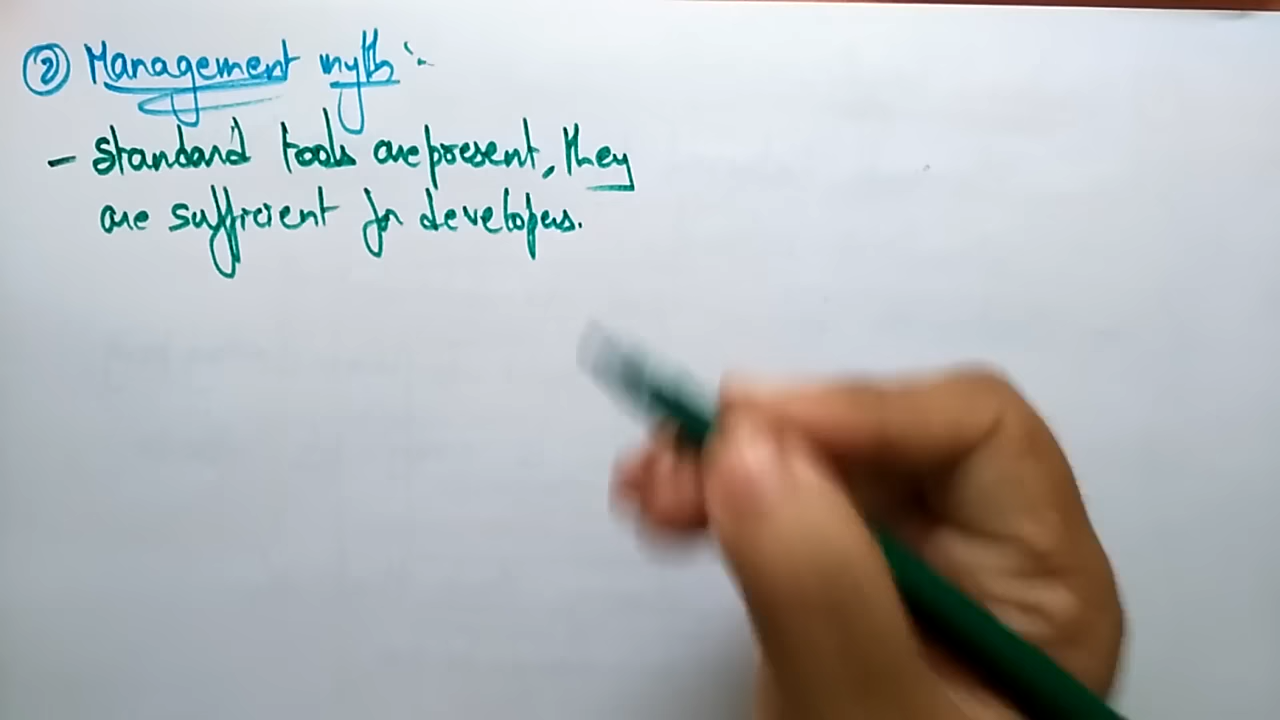 ② Management myth :-
- Standard tools are present, they
are sufficient for developers.